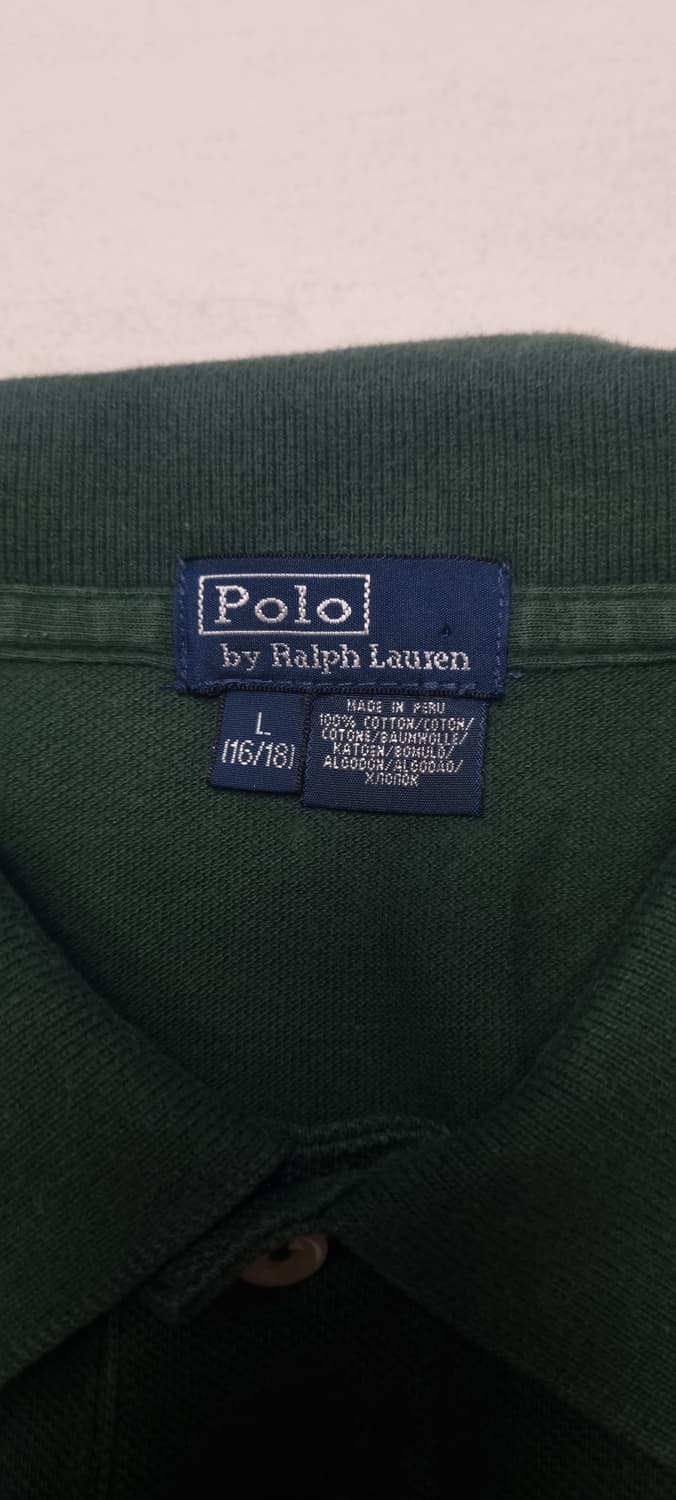 Polo
by Ralph Lauren
L
(16/18)
MADE IN PERU
100% COTTON/COTON/
COTONE/BAUMWOLLE/
KATOEN/BOMULD/
ALGODON/ALGODAO/
ХЛОПОК